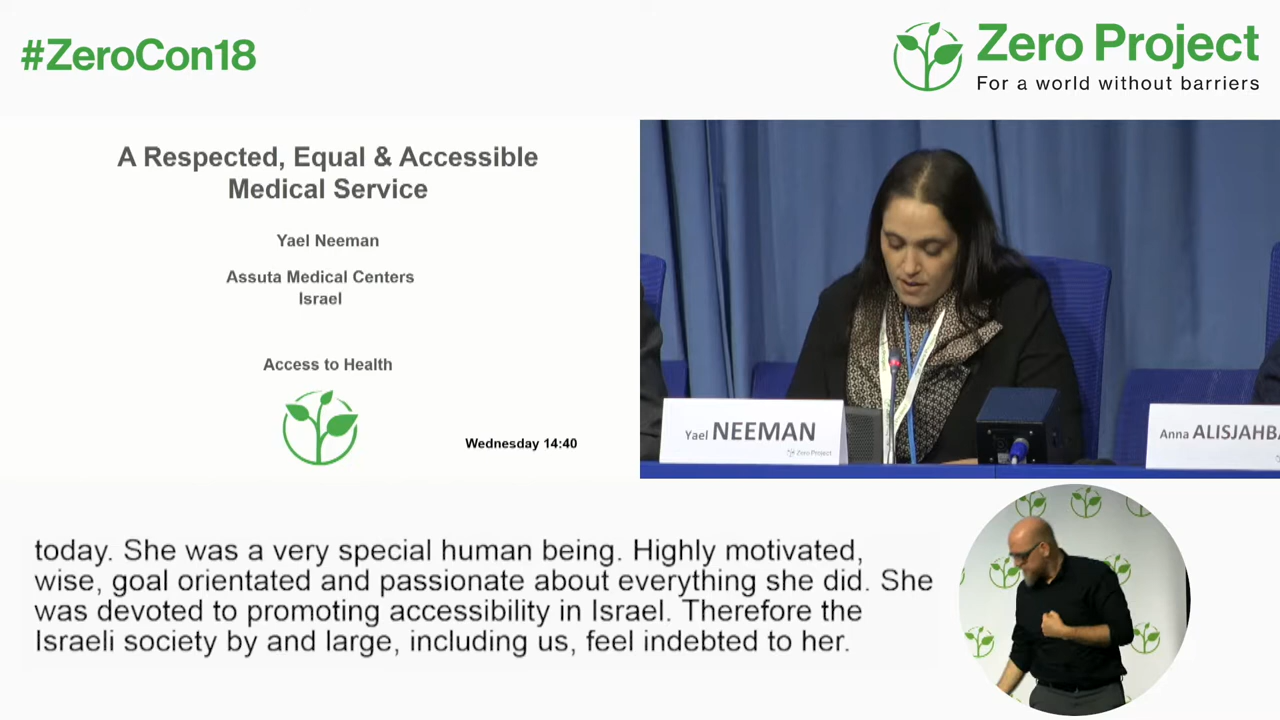 #ZeroCon18
Zero Project
For a world without barriers
A Respected, Equal & Accessible
Medical Service
Yael Neeman
Assuta Medical Centers
Israel
Access to Health
Wednesday 14:40
Yael NEEMAN
Zero Project
Anna ALISJAHBA
today. She was a very special human being. Highly motivated,
wise, goal orientated and passionate about everything she did. She
was devoted to promoting accessibility in Israel. Therefore the
Israeli society by and large, including us, feel indebted to her.